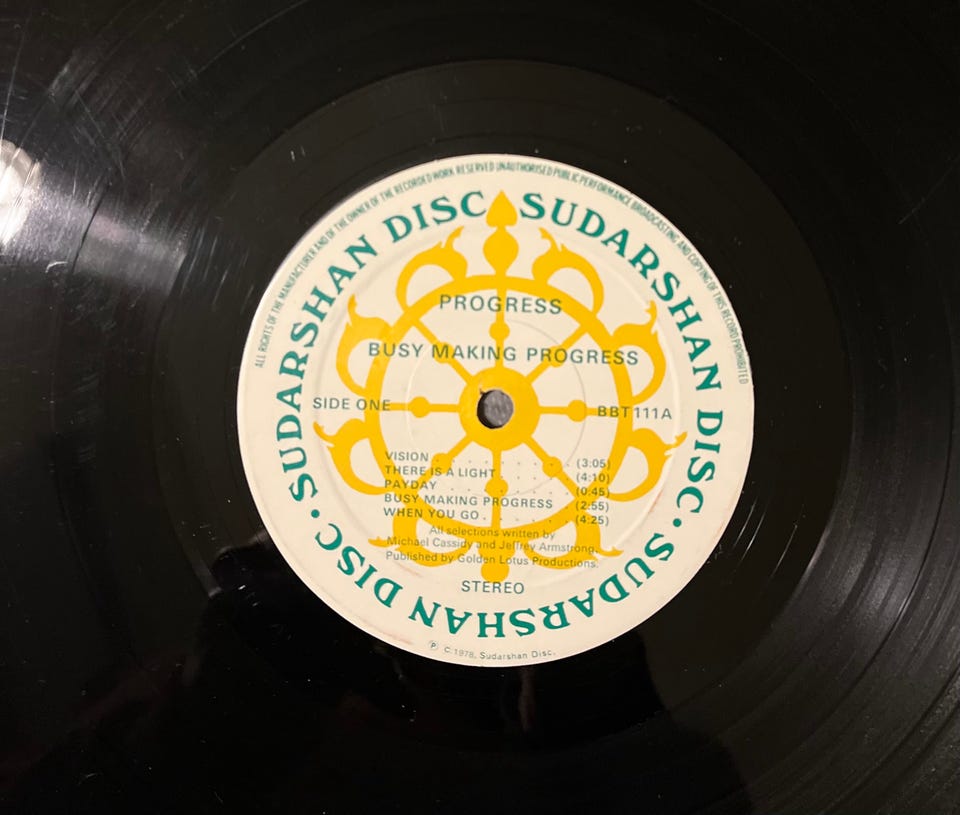 ALL RIGHTS OF THE MANUFACTURER AND OF THE OWNER OF THE RECORDED WORK RESERVED UNAUTHORISED PUBLIC PERFORMANCE BROADCASTING AND COPYING OF THIS RECORD PROHIBITED
SUDARSHAN DISC SUDARSHAN DISC · SUDARSHAN DISC ·
PROGRESS
BUSY MAKING PROGRESS
SIDE ONE BBT 111A
VISION . . . . . . . . (3:05)
THERE IS A LIGHT . . . . . (4:10)
PAYDAY . . . . . . . . (0:45)
BUSY MAKING PROGRESS (2:55)
WHEN YOU GO . . . . . . (4:25)
All selections written by
Michael Cassidy and Jeffrey Armstrong.
Published by Golden Lotus Productions.
STEREO
Ⓟ C. 1978, Sudarshan Disc.